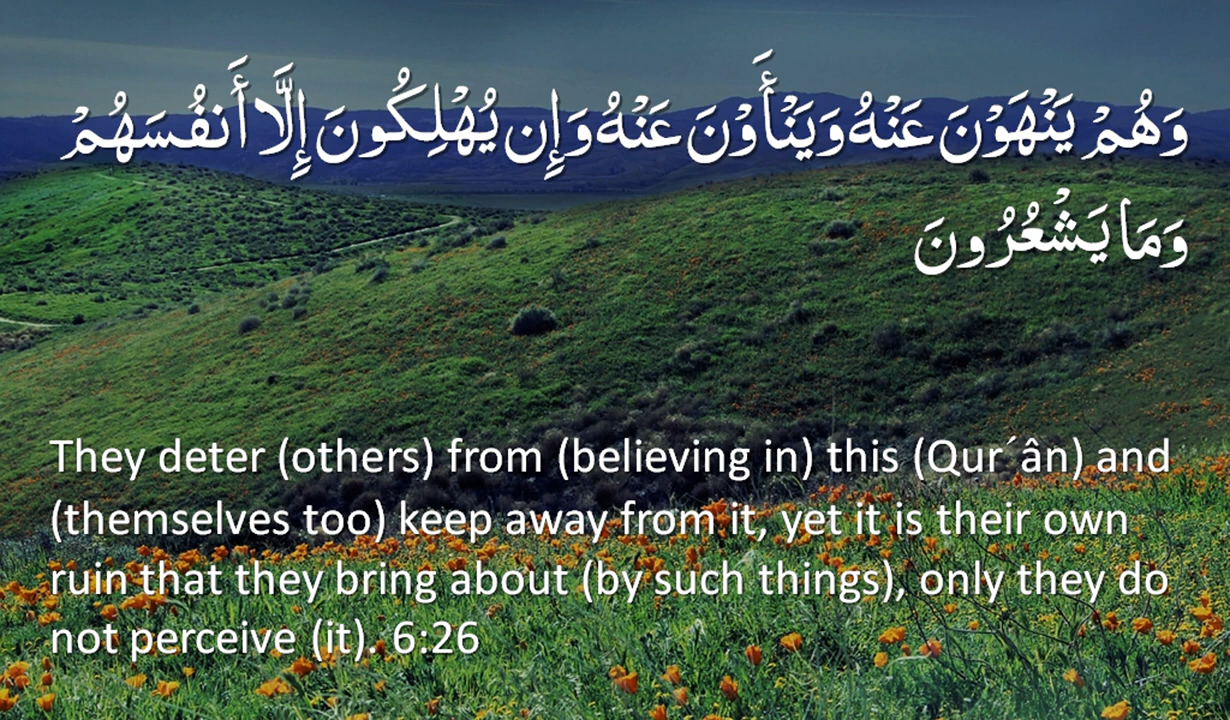 وَهُمْ يَنْهَوْنَ عَنْهُ وَيَنْأَوْنَ عَنْهُ وَإِن يُهْلِكُونَ إِلَّا أَنفُسَهُمْ
وَمَا يَشْعُرُونَ
They deter (others) from (believing in) this (Qur´ân) and
(themselves too) keep away from it, yet it is their own
ruin that they bring about (by such things), only they do
not perceive (it). 6:26